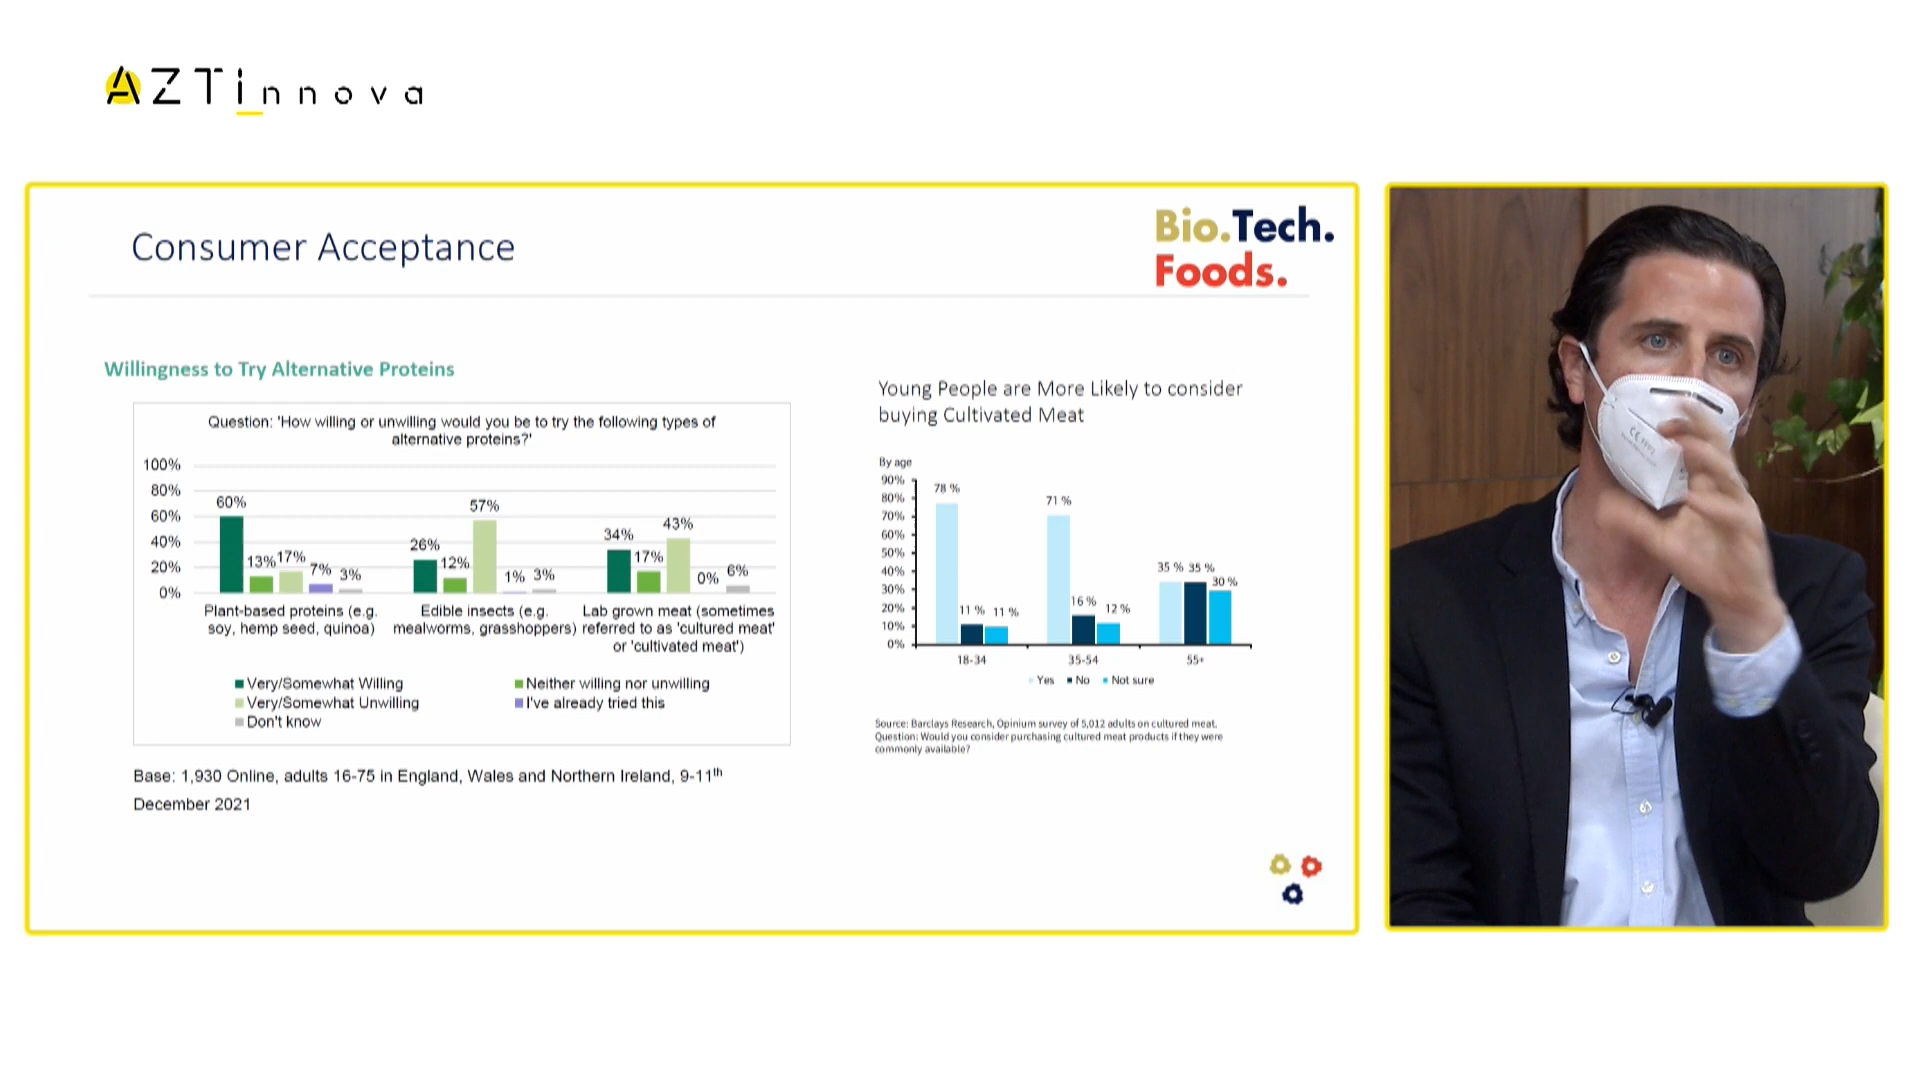 AZTInnova
Consumer Acceptance
Bio.Tech.
Foods.
Willingness to Try Alternative Proteins
Question: 'How willing or unwilling would you be to try the following types of
alternative proteins?'
100%
80%
60%
40%
20%
0%
60%
13%
17%
7%
3%
26%
12%
57%
1%
3%
34%
17%
43%
0%
6%
Plant-based proteins (e.g.
soy, hemp seed, quinoa)
Edible insects (e.g.
mealworms, grasshoppers)
Lab grown meat (sometimes
referred to as 'cultured meat'
or 'cultivated meat')
Very/Somewhat Willing
Neither willing nor unwilling
Very/Somewhat Unwilling
I've already tried this
Don't know
Base: 1,930 Online, adults 16-75 in England, Wales and Northern Ireland, 9-11th
December 2021
Young People are More Likely to consider
buying Cultivated Meat
By age
90%
80%
70%
60%
50%
40%
30%
20%
10%
0%
78 %
11 %
11 %
71 %
16 %
12 %
35 %
35 %
30 %
18-34
35-54
55+
Yes
No
Not sure
Source: Barclays Research, Opinium survey of 5,012 adults on cultured meat.
Question: Would you consider purchasing cultured meat products if they were
commonly available?